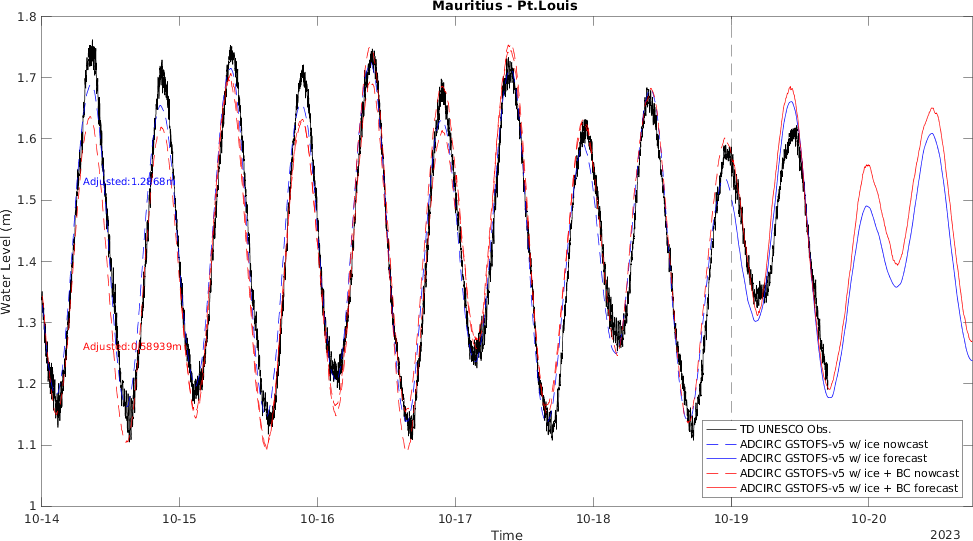 Mauritius - Pt.Louis
1.8
1.7
1.6
1.5
1.4
1.3
1.2
1.1
1
Water Level (m)
Adjusted:1.2868m
Adjusted:0.58939m
TD UNESCO Obs.
ADCIRC GSTOFS-v5 w/ ice nowcast
ADCIRC GSTOFS-v5 w/ ice forecast
ADCIRC GSTOFS-v5 w/ ice + BC nowcast
ADCIRC GSTOFS-v5 w/ ice + BC forecast
10-14 10-15 10-16 10-17 10-18 10-19 10-20
Time
2023